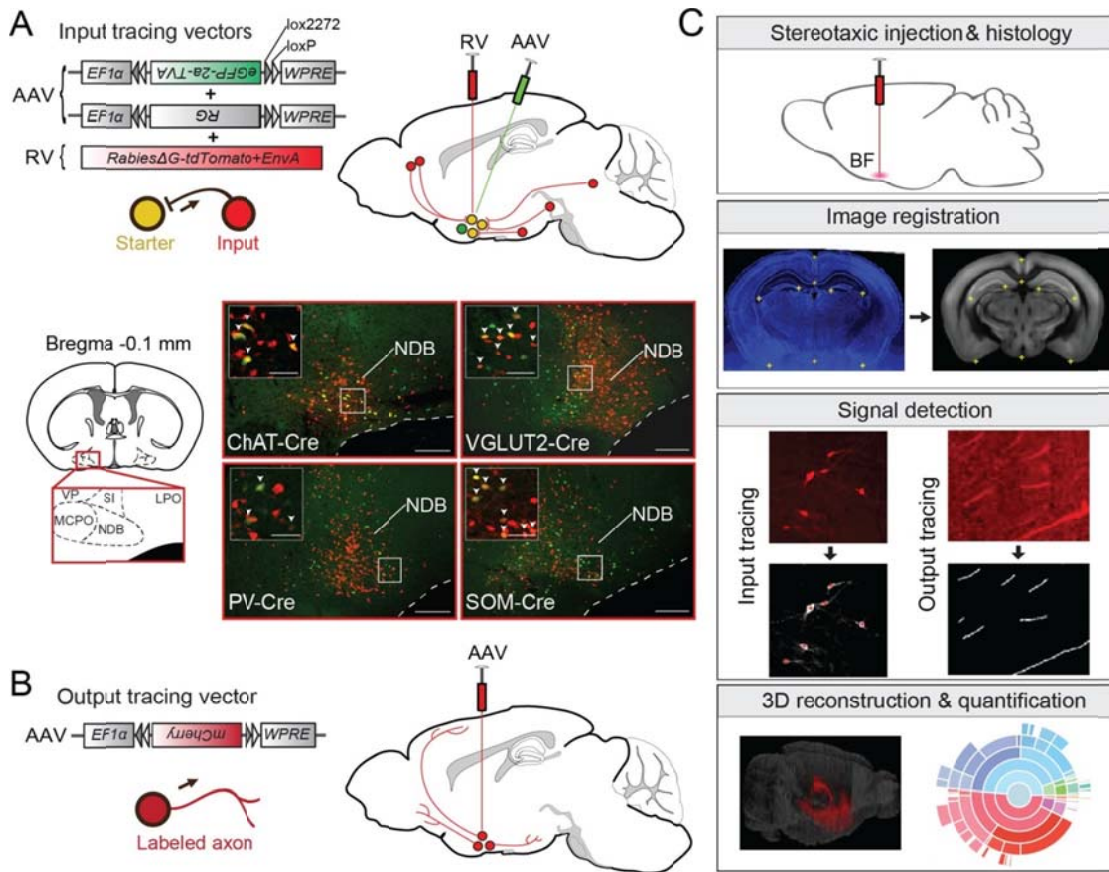 A
Input tracing vectors
lox2272
loxP
AAV
EF1α
eGFP-2a-TVA
WPRE
+
EF1α
RG
WPRE
+
RV
RabiesΔG-tdTomato+EnvA
Starter
Input
RV
AAV
Bregma -0.1 mm
VP
SI
LPO
MCPO
NDB
NDB
ChAT-Cre
NDB
VGLUT2-Cre
NDB
PV-Cre
NDB
SOM-Cre
B
Output tracing vector
AAV
EF1α
mCherry
WPRE
Labeled axon
AAV
C
Stereotaxic injection & histology
BF
Image registration
Signal detection
Input tracing
Output tracing
3D reconstruction & quantification